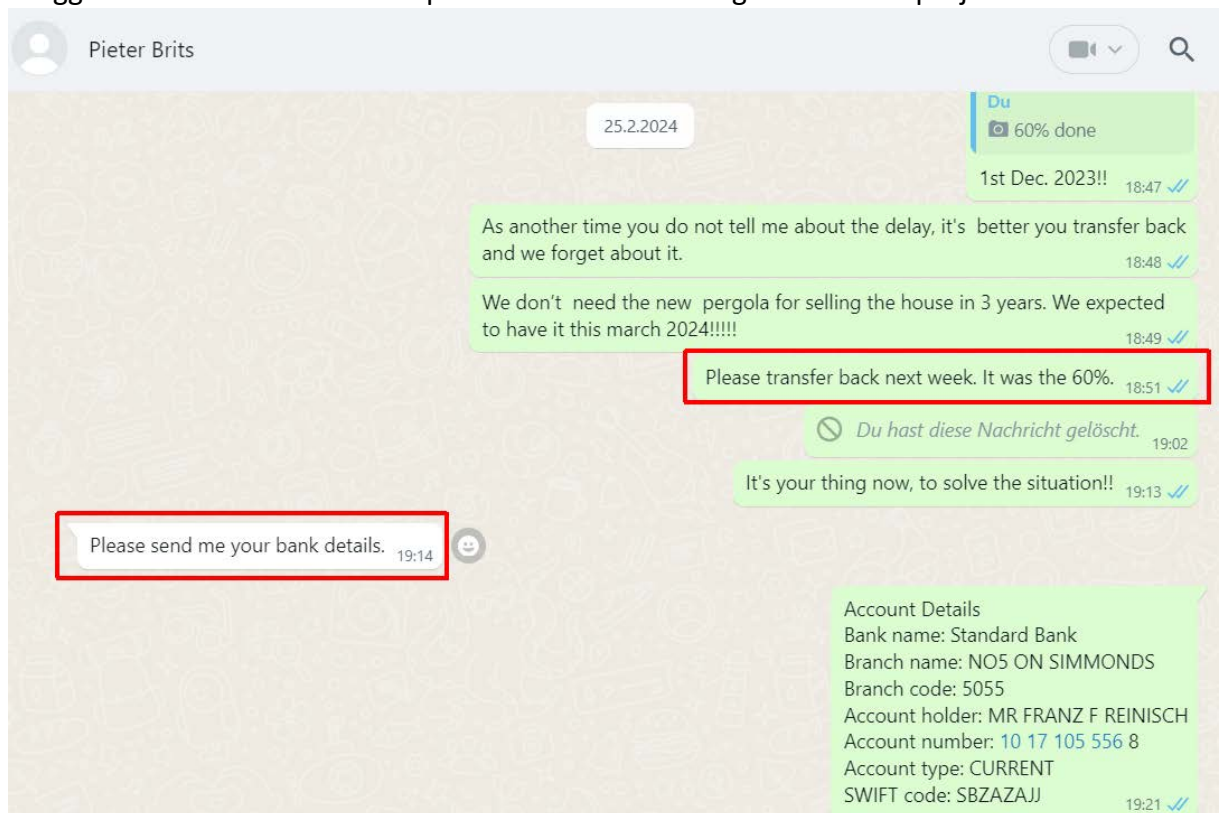 Pieter Brits
25.2.2024
Du
60% done
1st Dec. 2023!! 18:47
As another time you do not tell me about the delay, it's better you transfer back
and we forget about it. 18:48
We don't need the new pergola for selling the house in 3 years. We expected
to have it this march 2024!!!!! 18:49
Please transfer back next week. It was the 60%. 18:51
Du hast diese Nachricht gelöscht. 19:02
It's your thing now, to solve the situation!! 19:13
Please send me your bank details. 19:14
Account Details
Bank name: Standard Bank
Branch name: NO5 ON SIMMONDS
Branch code: 5055
Account holder: MR FRANZ F REINISCH
Account number: 10 17 105 556 8
Account type: CURRENT
SWIFT code: SBZAZAJJ 19:21